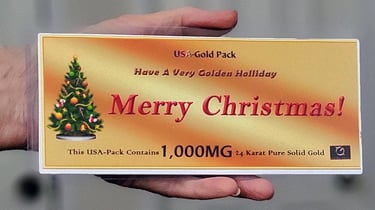 USA-Gold Pack
Have A Very Golden Holliday
Merry Christmas!
This USA-Pack Contains 1,000MG 24 Karat Pure Solid Gold